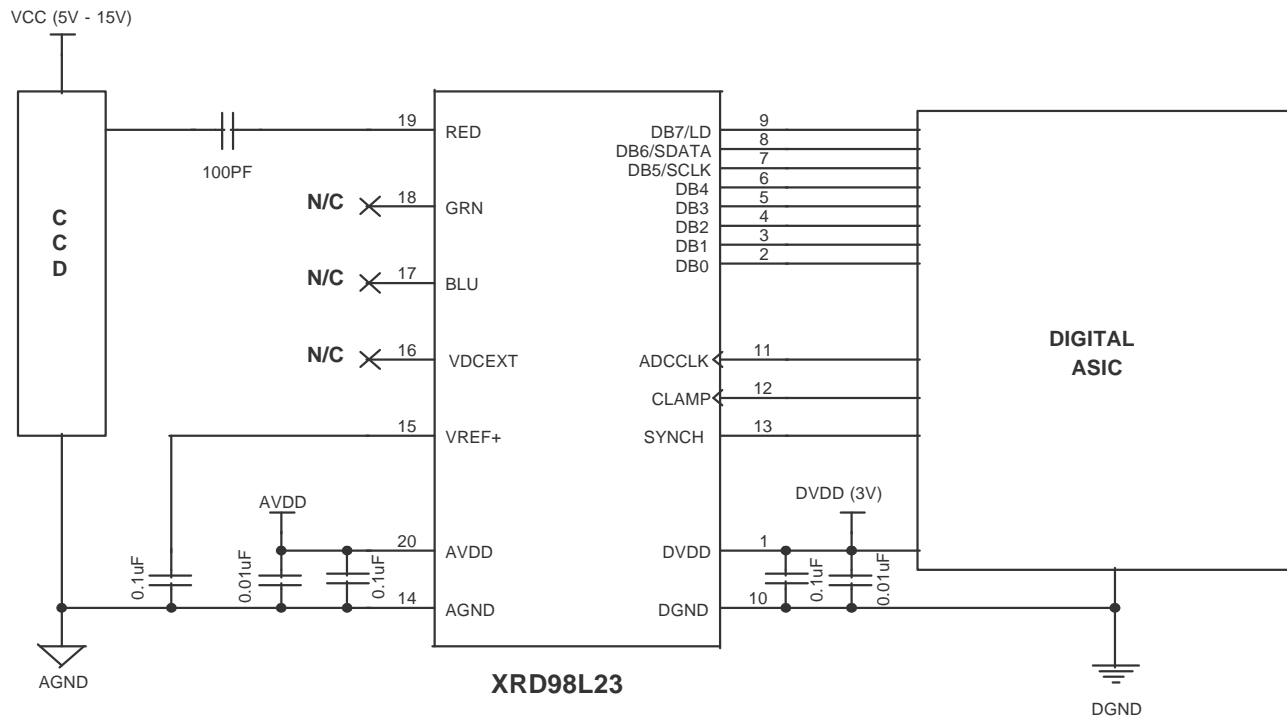 VCC (5V - 15V)
C
C
D
100PF
19
RED
N/C
18
GRN
N/C
17
BLU
N/C
16
VDCEXT
15
VREF+
AVDD
20
AVDD
0.1uF
0.01uF
0.1uF
14
AGND
AGND
DB7/LD
9
DB6/SDATA
8
DB5/SCLK
7
DB4
6
DB3
5
DB2
4
DB1
3
DB0
2
ADCCLK
11
CLAMP
12
SYNCH
13
DVDD (3V)
DVDD
1
0.1uF
0.01uF
DGND
10
XRD98L23
DIGITAL
ASIC
DGND